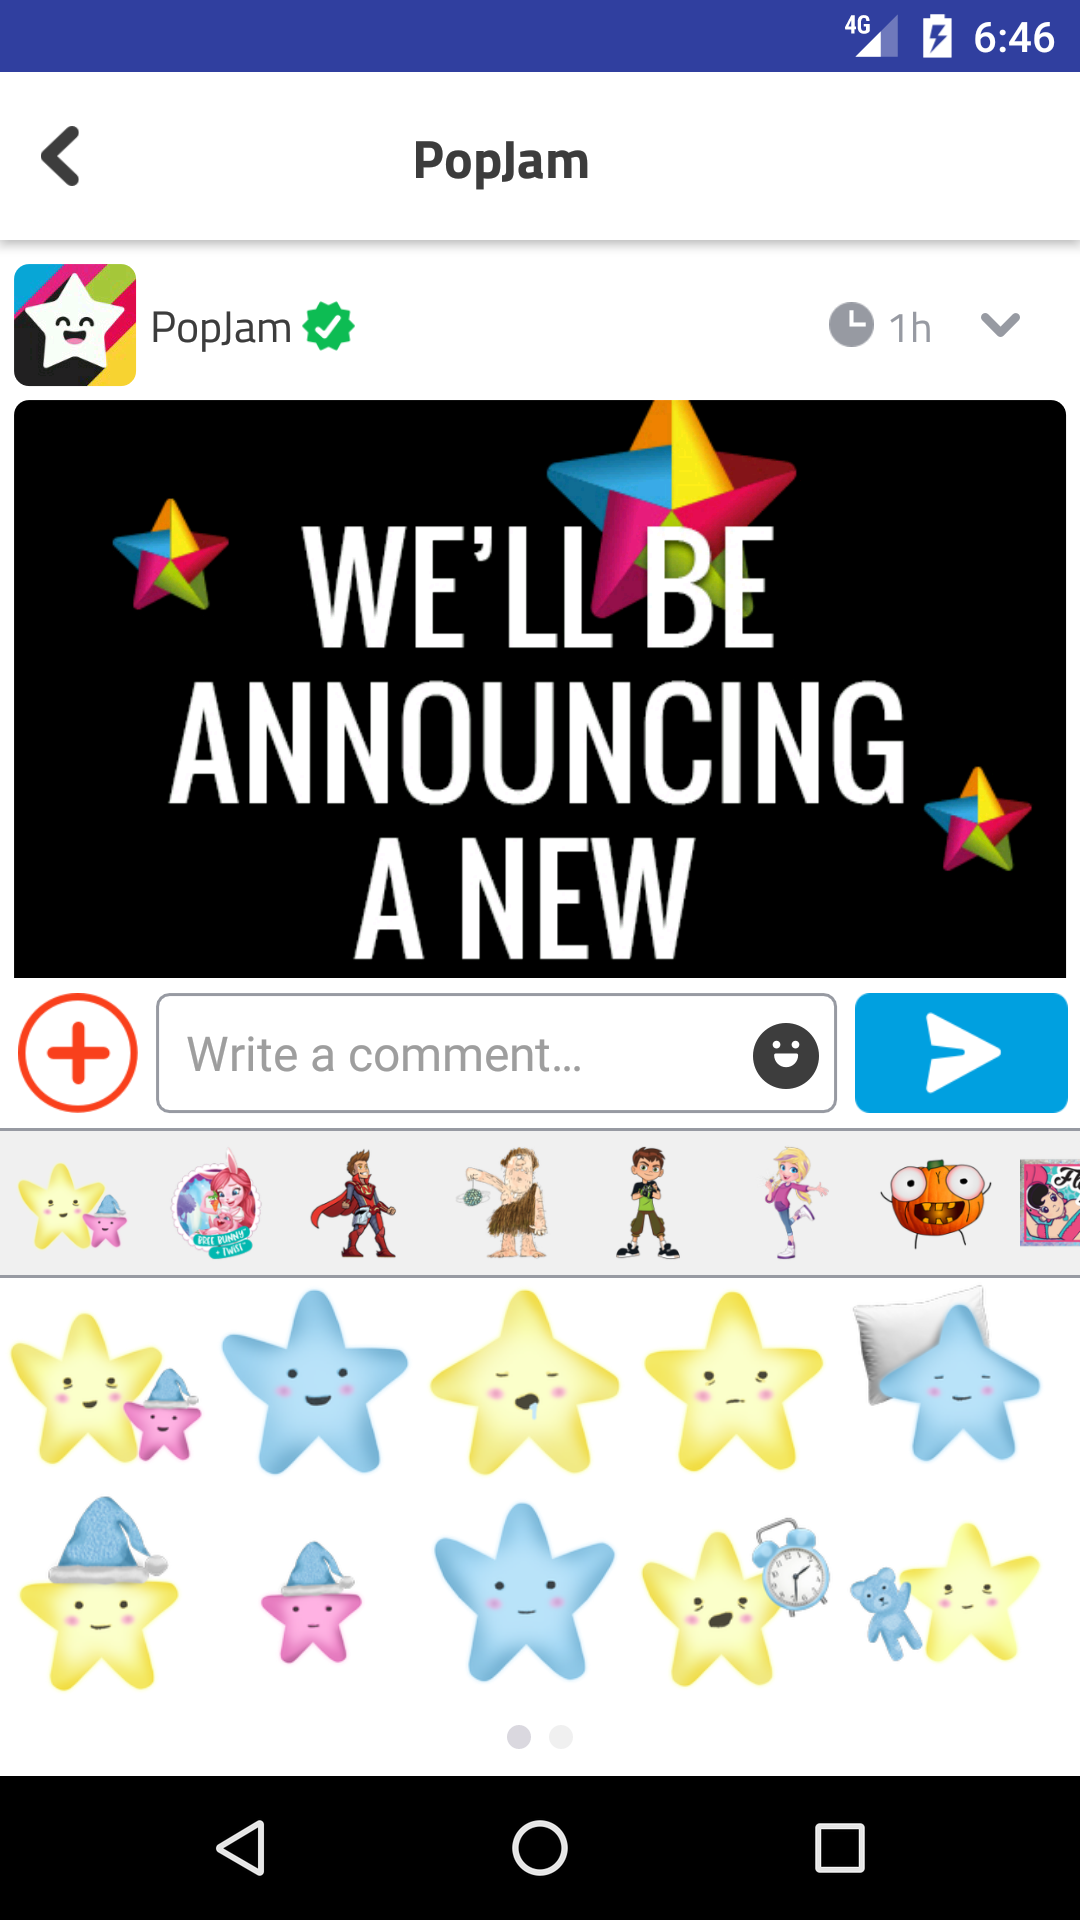 4G 6:46
PopJam
PopJam 1h
WE'LL BE
ANNOUNCING
A NEW
Write a comment...
BREE BUNNY
+ TWIST